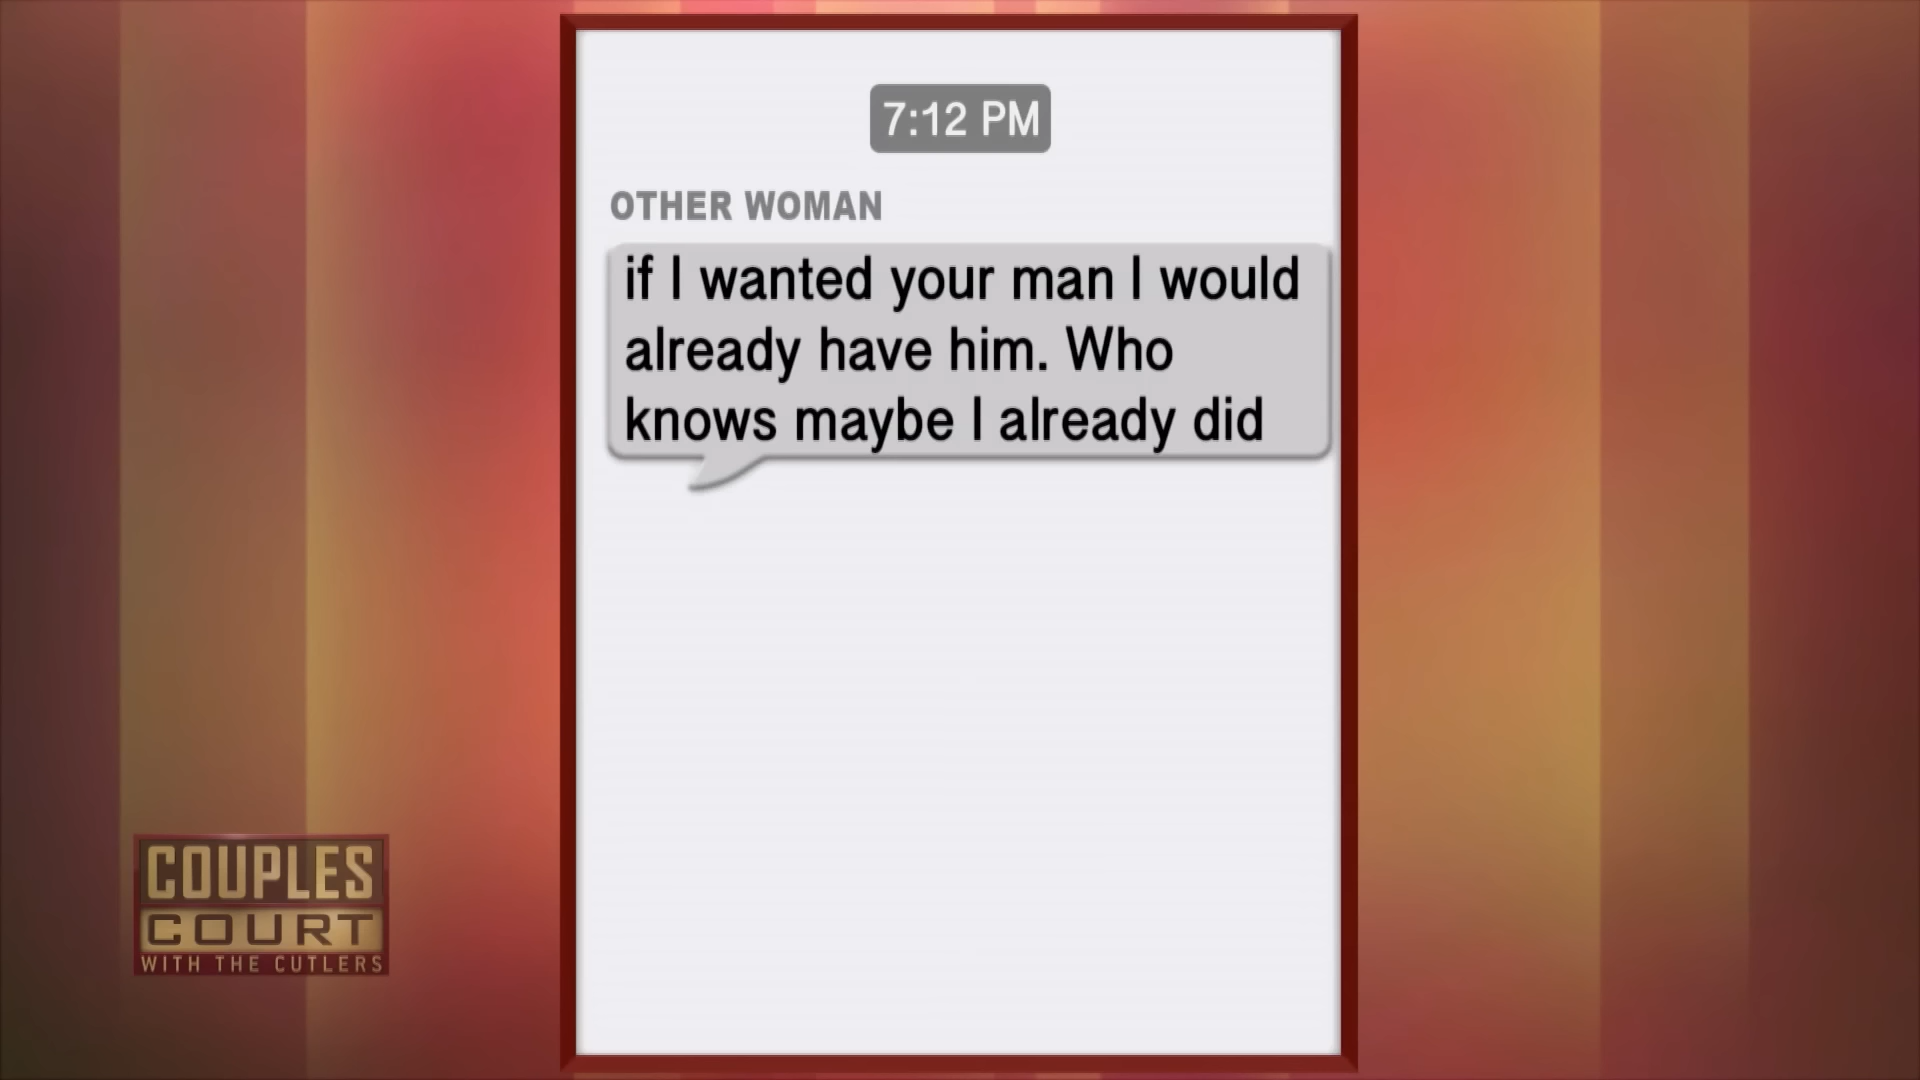 7:12 PM
OTHER WOMAN
if I wanted your man I would
already have him. Who
knows maybe I already did
COUPLES
COURT
WITH THE CUTLERS